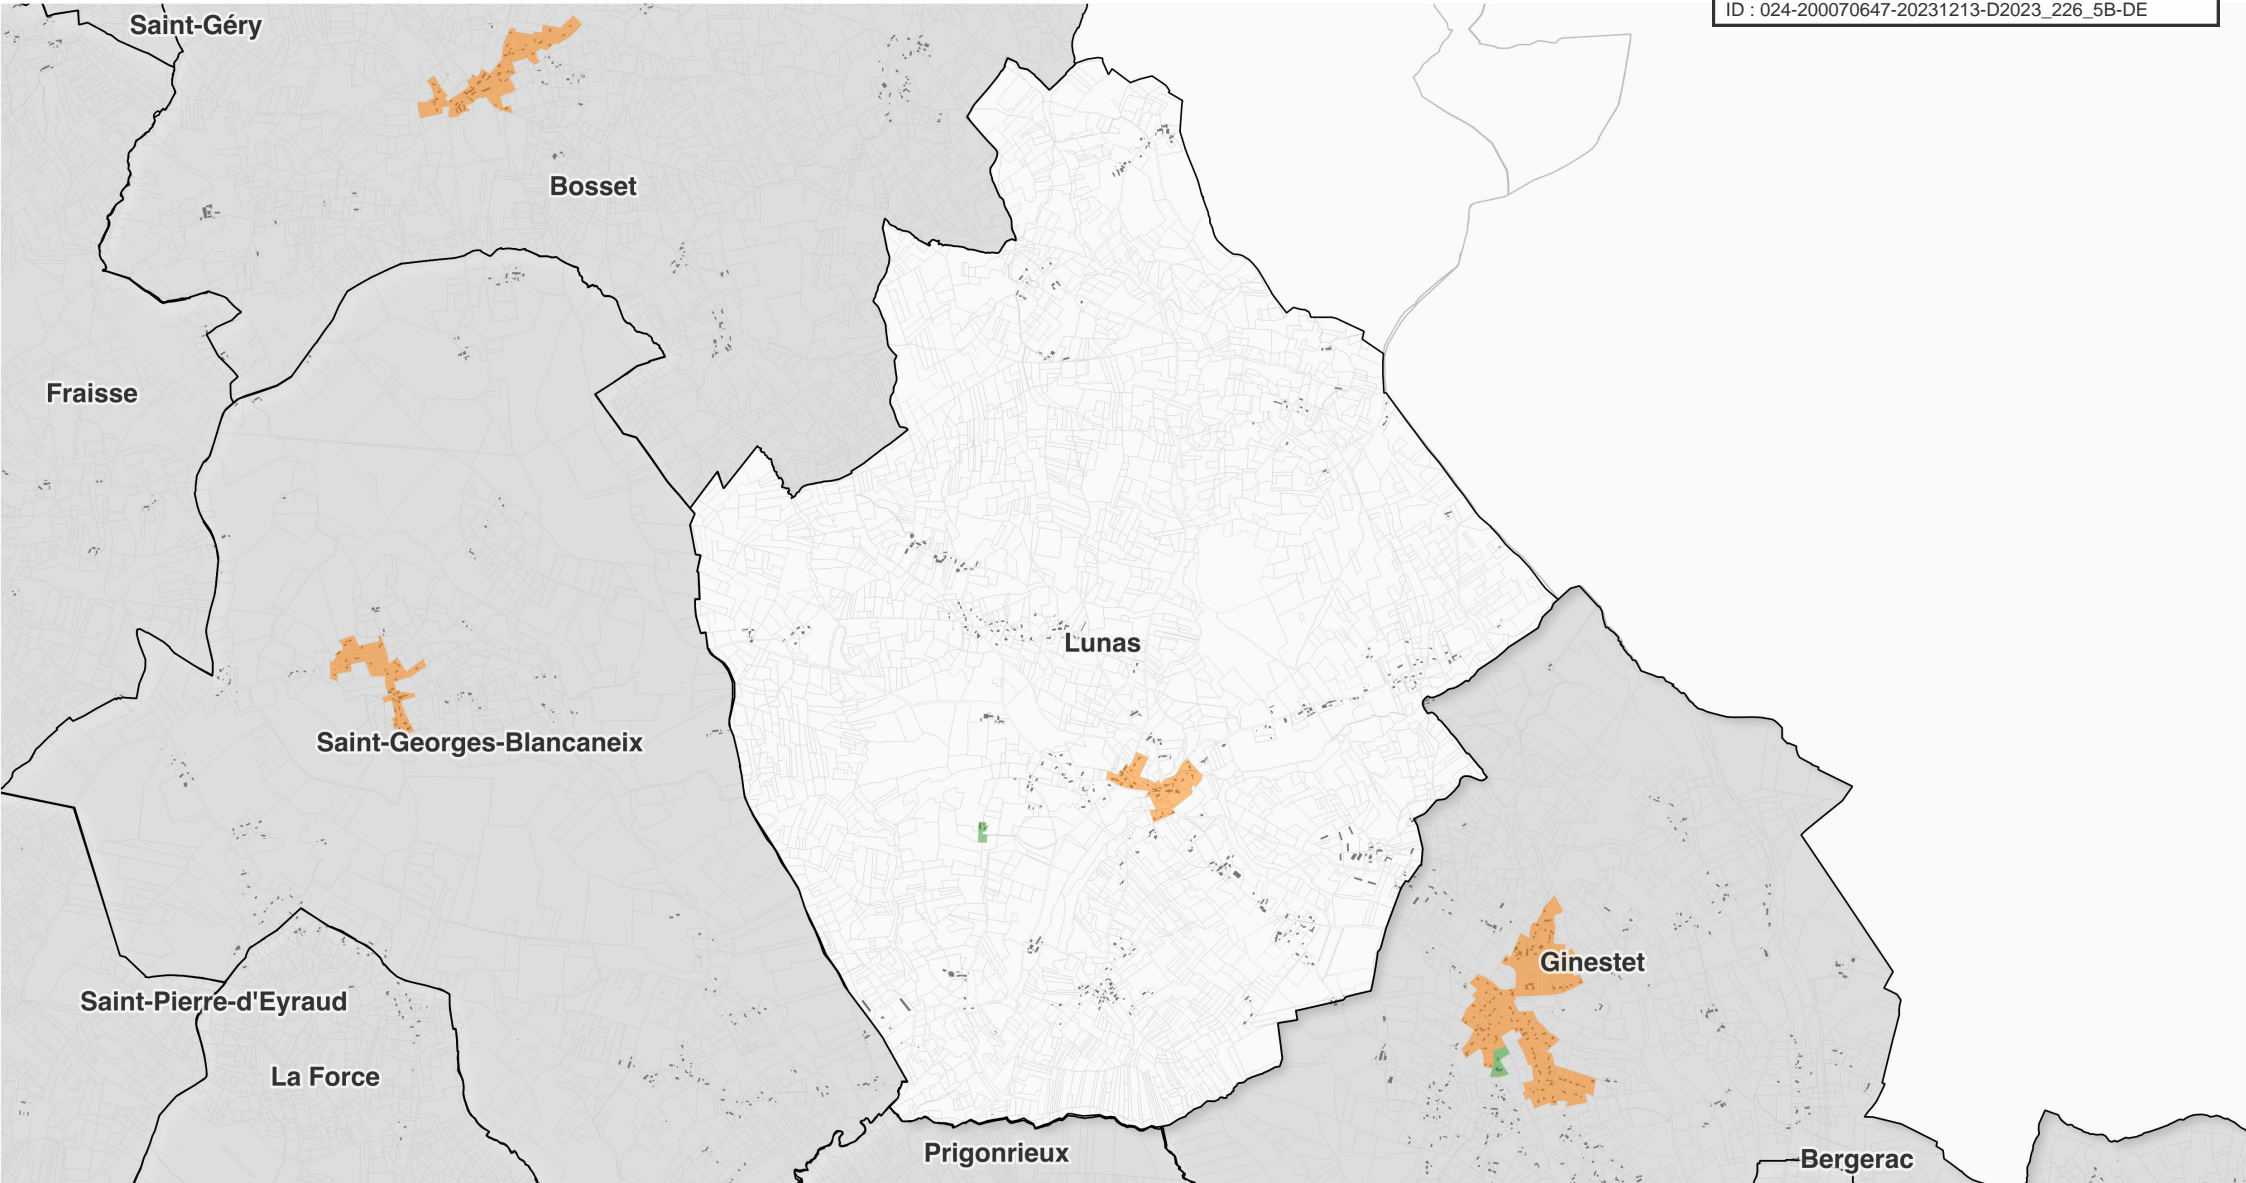 ID : 024-200070647-20231213-D2023_226_5B-DE
Saint-Géry
Bosset
Fraisse
Lunas
Saint-Georges-Blancaneix
Ginestet
Saint-Pierre-d'Eyraud
La Force
Prigonrieux
Bergerac